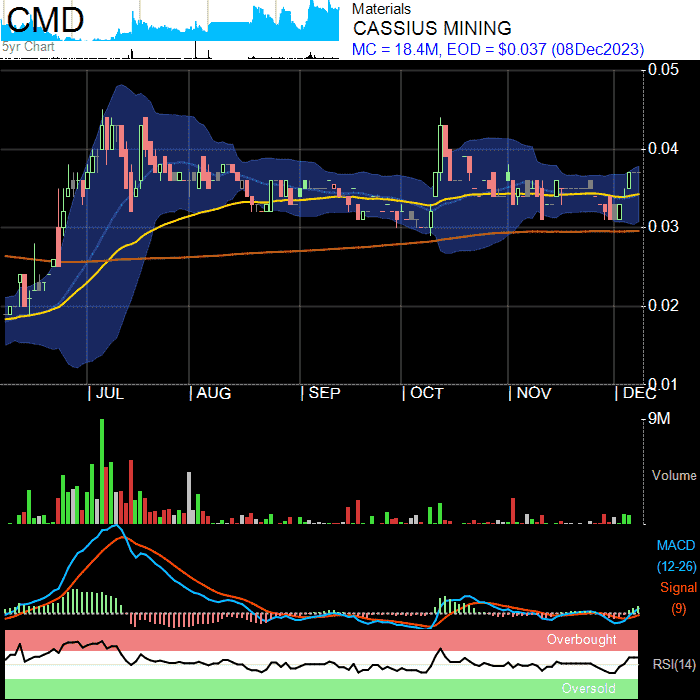 CMD
5yr Chart
Materials
CASSIUS MINING
MC = 18.4M, EOD = $0.037 (08Dec2023)
0.05
0.04
0.03
0.02
0.01
| JUL | AUG | SEP | OCT | NOV | DEC
9M
Volume
MACD
(12-26)
Signal
(9)
Overbought
RSI(14)
Oversold